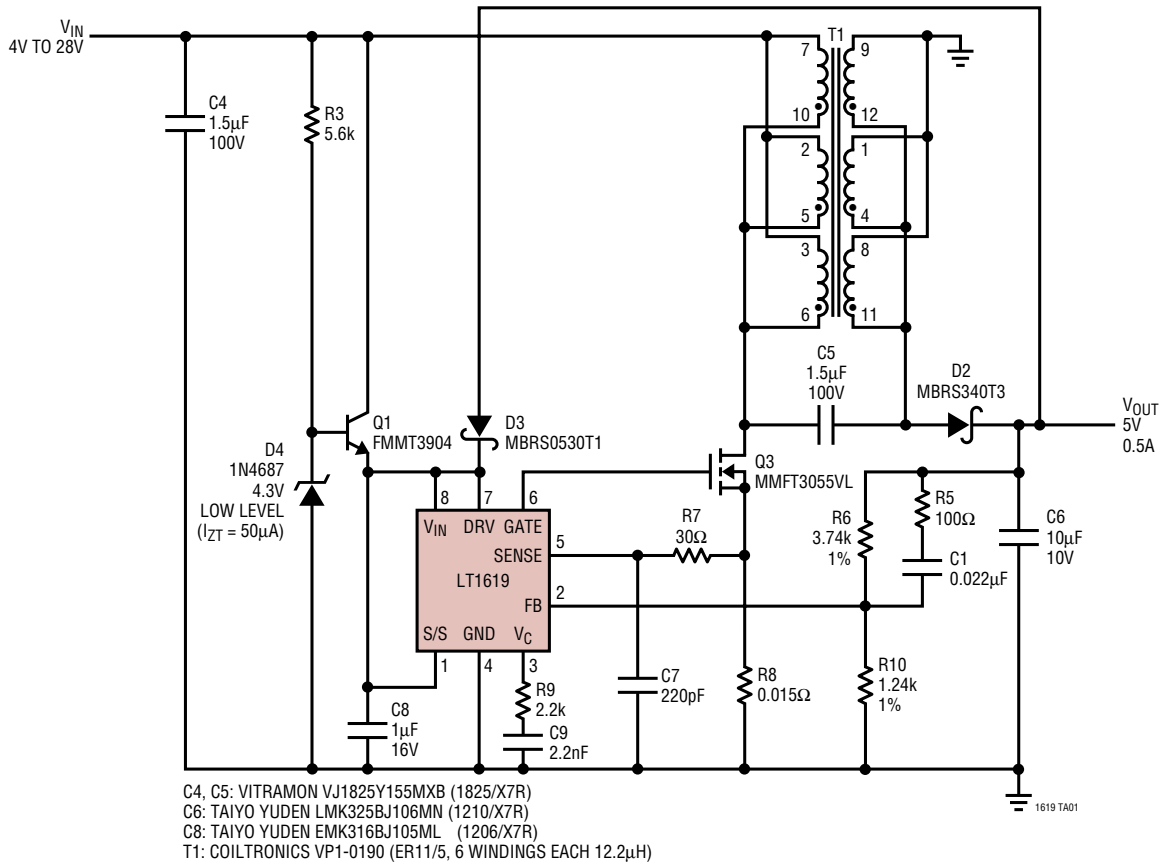 VIN
4V TO 28V
C4
1.5µF
100V
R3
5.6k
T1
7
9
10
12
2
1
5
4
3
8
6
11
C5
1.5µF
100V
D2
MBRS340T3
VOUT
5V
0.5A
Q1
FMMT3904
D3
MBRS0530T1
D4
1N4687
4.3V
LOW LEVEL
(IZT = 50µA)
Q3
MMFT3055VL
8
7
6
VIN
DRV
GATE
SENSE
5
LT1619
FB
2
S/S
GND
VC
1
4
3
R7
30Ω
R6
3.74k
1%
R5
100Ω
C1
0.022µF
C6
10µF
10V
C8
1µF
16V
R9
2.2k
C9
2.2nF
C7
220pF
R8
0.015Ω
R10
1.24k
1%
C4, C5: VITRAMON VJ1825Y155MXB (1825/X7R)
C6: TAIYO YUDEN LMK325BJ106MN (1210/X7R)
C8: TAIYO YUDEN EMK316BJ105ML (1206/X7R)
T1: COILTRONICS VP1-0190 (ER11/5, 6 WINDINGS EACH 12.2µH)
1619 TA01